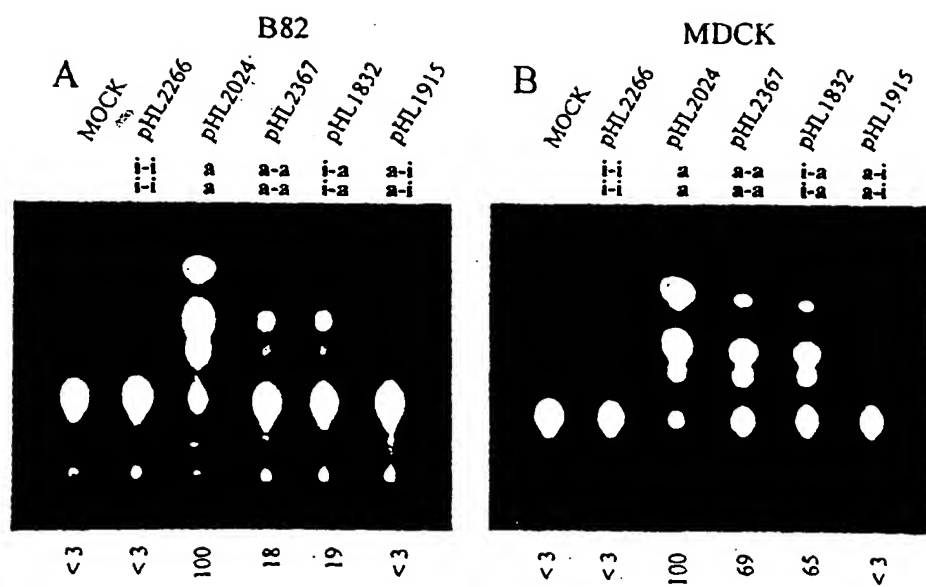 B82
A
MOCK
pHL2266
pHL2024
pHL2367
pHL1832
pHL1915
<3
<3
100
18
19
<3
MDCK
B
MOCK
pHL2266
pHL2024
pHL2367
pHL1832
pHL1915
<3
<3
100
69
65
<3